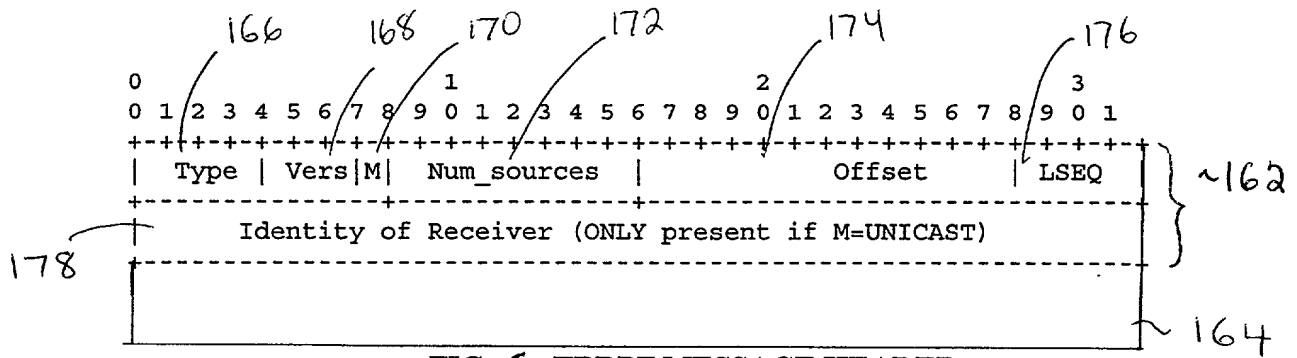 166 168 170 172 174 176
0 1 2 3
0 1 2 3 4 5 6 7 8 9 0 1 2 3 4 5 6 7 8 9 0 1 2 3 4 5 6 7 8 9 0 1
+-+-+-+-+-+-+-+-+-+-+-+-+-+-+-+-+-+-+-+-+-+-+-+-+-+-+-+-+-+-+-+-+
| Type | Vers|M| Num_sources | Offset | LSEQ
~162
178 Identity of Receiver (ONLY present if M=UNICAST)
~ 164